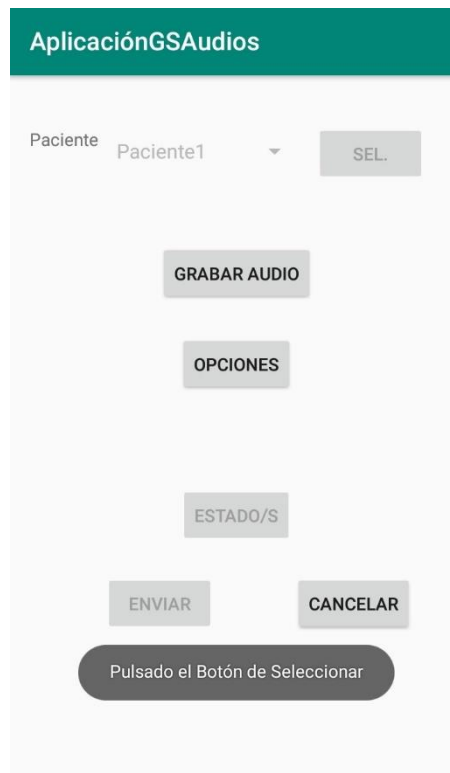 AplicaciónGSAudios
Paciente Paciente1 SEL.
GRABAR AUDIO
OPCIONES
ESTADO/S
ENVIAR CANCELAR
Pulsado el Botón de Seleccionar